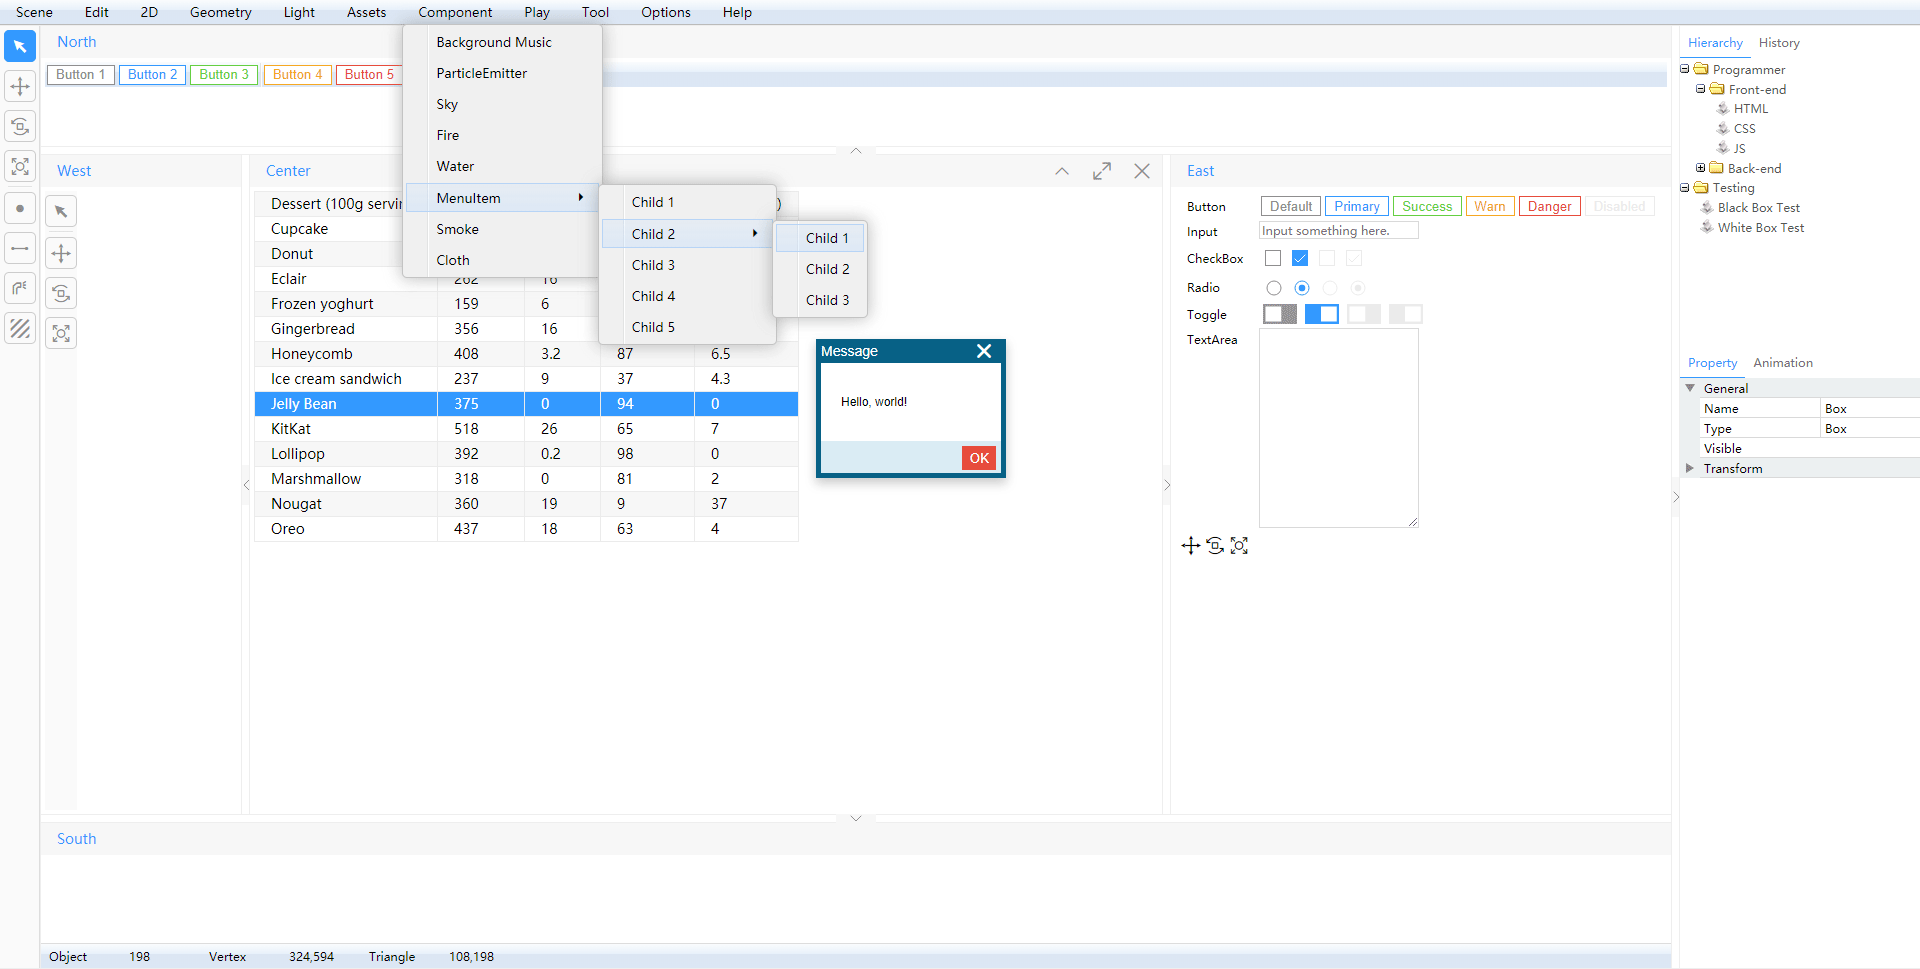 Scene Edit 2D Geometry Light Assets Component Play Tool Options Help
North
Button 1 Button 2 Button 3 Button 4 Button 5
Background Music
ParticleEmitter
Sky
Fire
Water
MenuItem
Smoke
Cloth
Child 1
Child 2
Child 3
Child 4
Child 5
Child 1
Child 2
Child 3
West
Center
Dessert (100g servin )
Cupcake
Donut
Eclair 262 16
Frozen yoghurt 159 6
Gingerbread 356 16
Honeycomb 408 3.2 87 6.5
Ice cream sandwich 237 9 37 4.3
Jelly Bean 375 0 94 0
KitKat 518 26 65 7
Lollipop 392 0.2 98 0
Marshmallow 318 0 81 2
Nougat 360 19 9 37
Oreo 437 18 63 4
Message
Hello, world!
OK
East
Button Default Primary Success Warn Danger Disabled
Input Input something here.
CheckBox
Radio
Toggle
TextArea
Hierarchy History
Programmer
Front-end
HTML
CSS
JS
Back-end
Testing
Black Box Test
White Box Test
Property Animation
General
Name Box
Type Box
Visible
Transform
South
Object 198 Vertex 324,594 Triangle 108,198